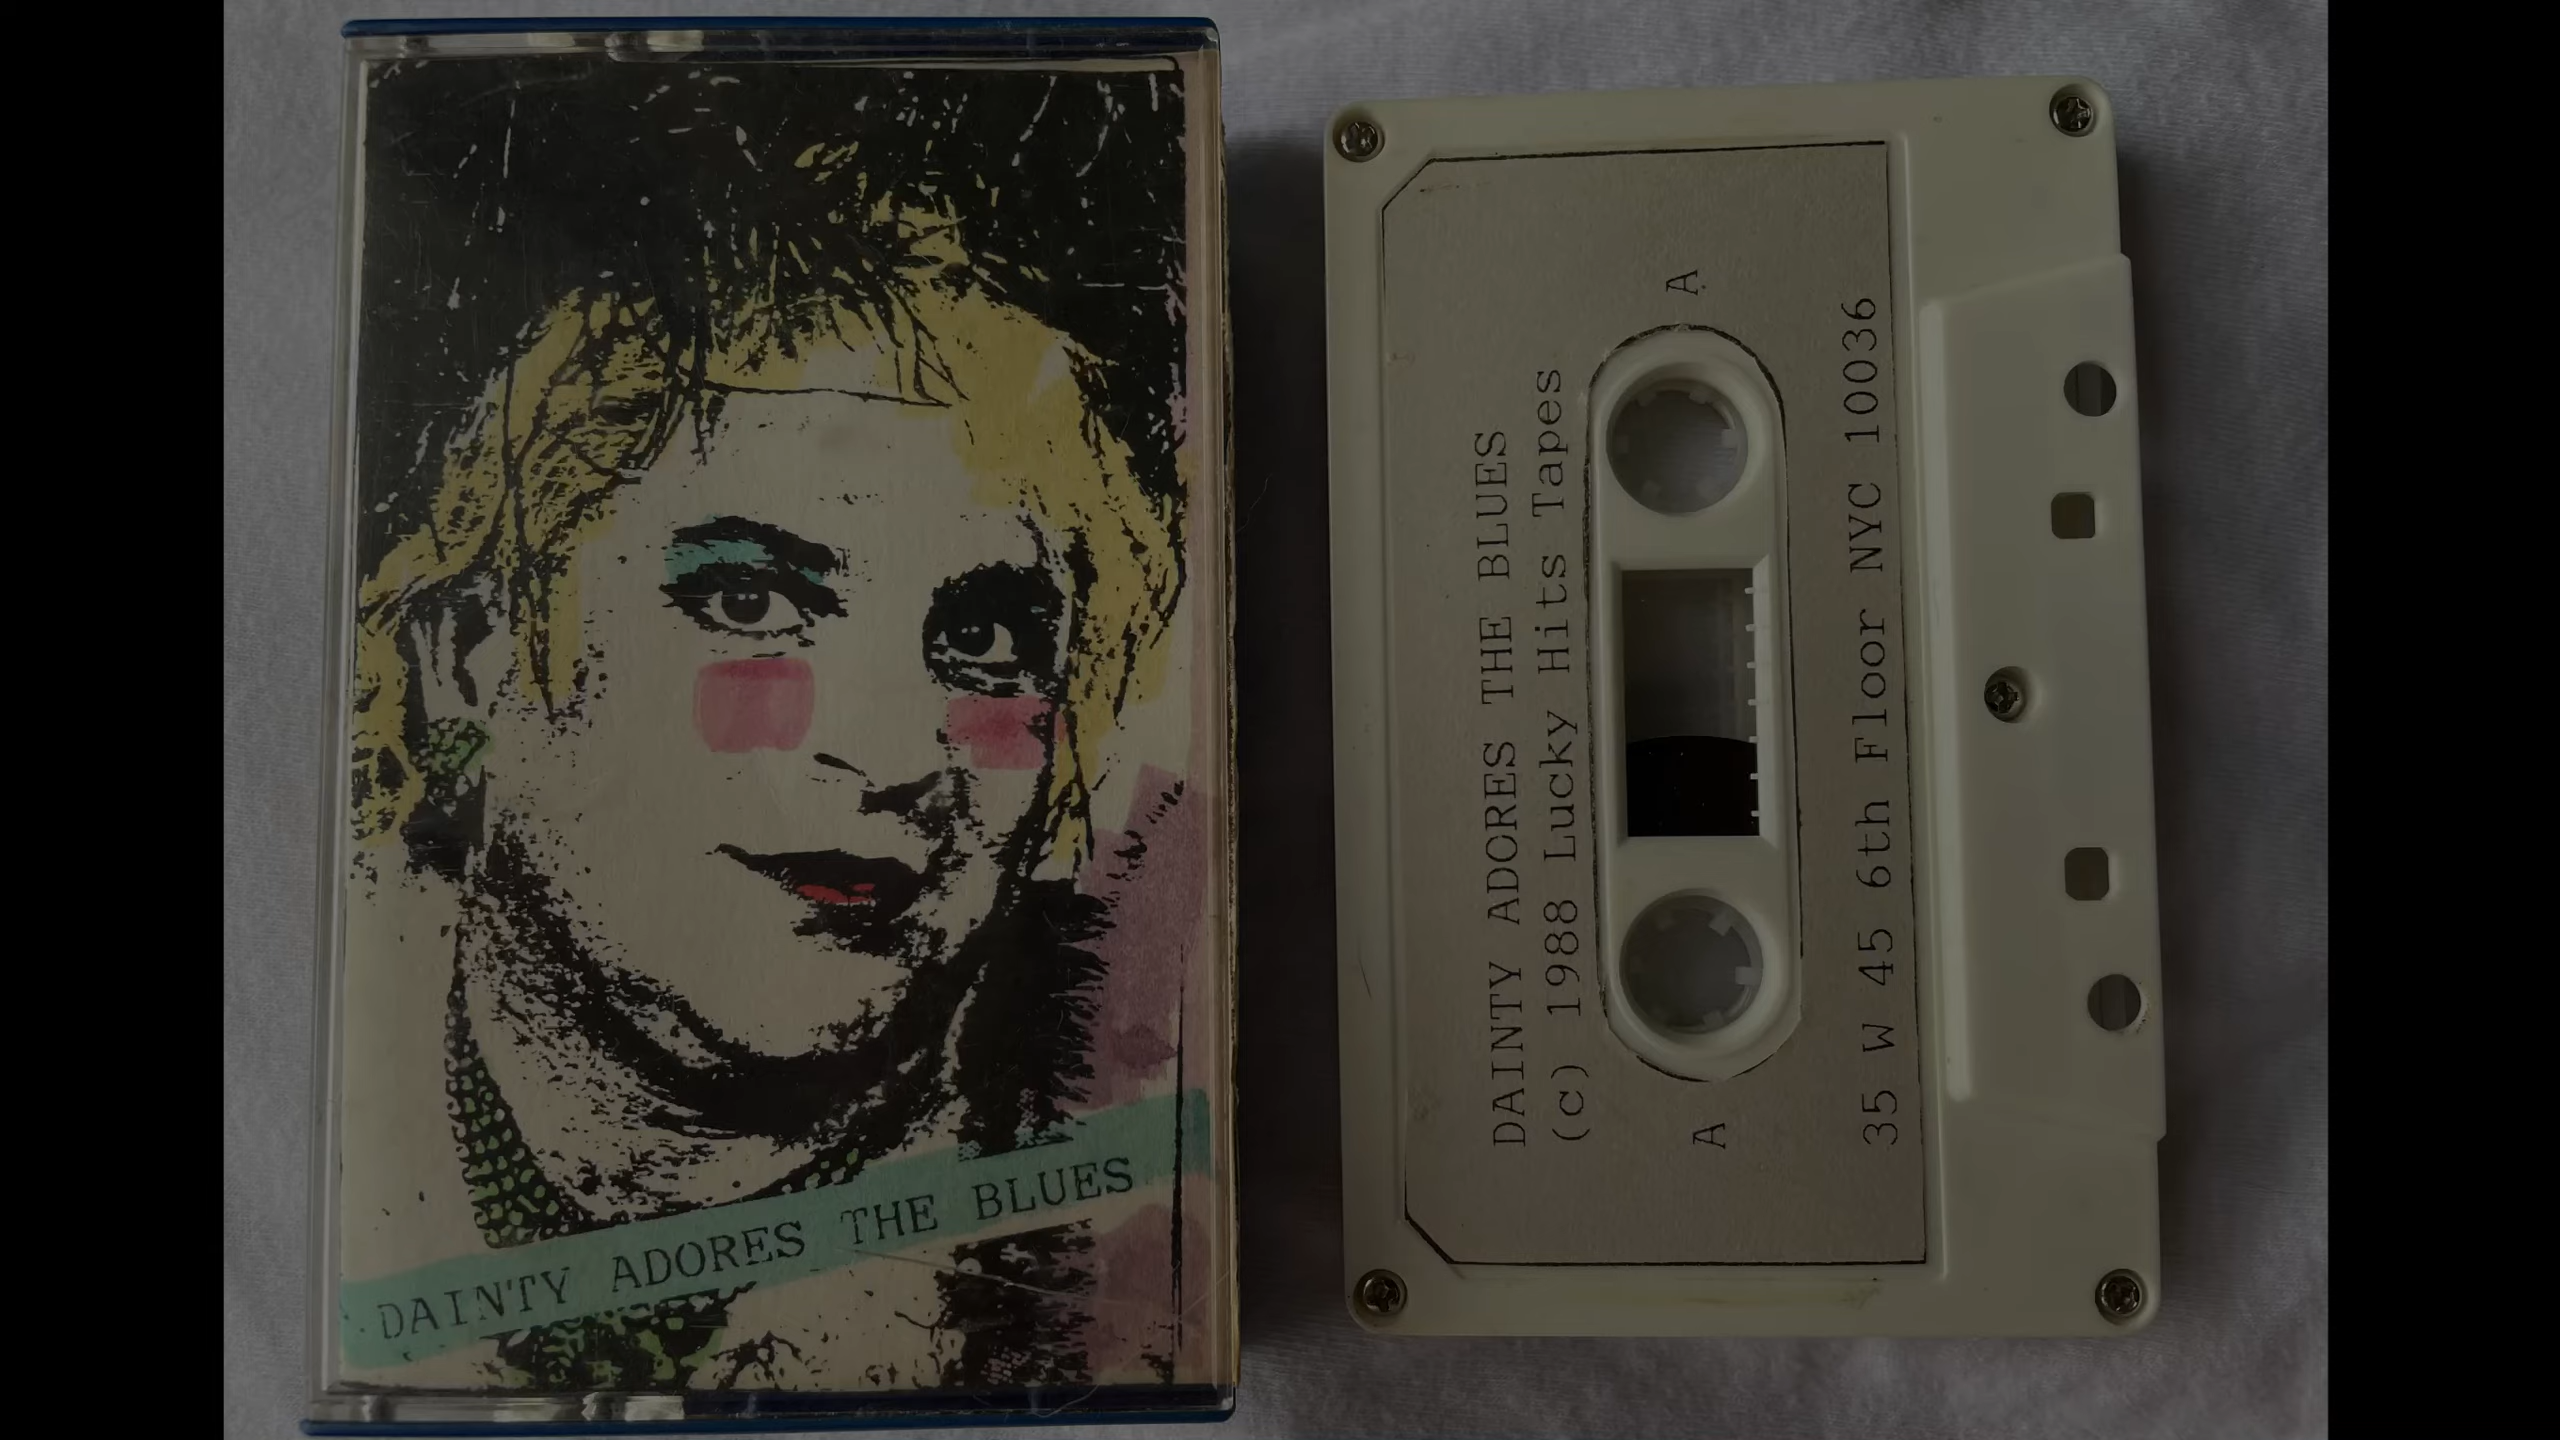 DAINTY ADORES THE BLUES
A
DAINTY ADORES THE BLUES
(c) 1988 Lucky Hits Tapes
A
35 W 45 6th Floor NYC 10036